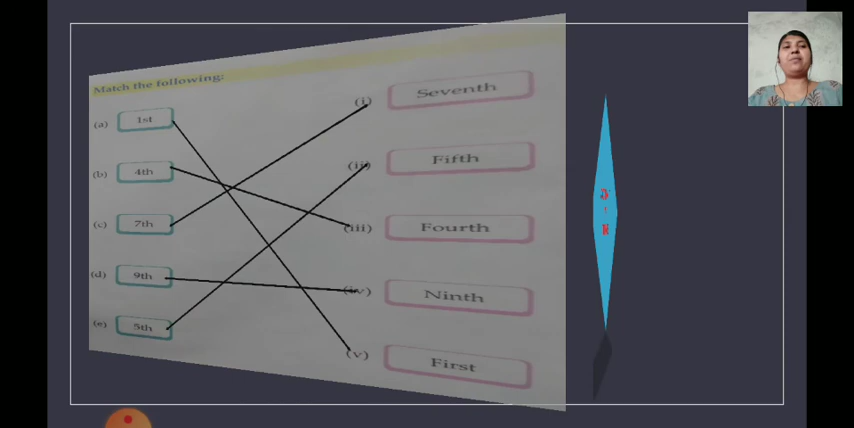 Match the following:
(a) 1st (i) Seventh
(b) 4th (ii) Fifth
(c) 7th (iii) Fourth
(d) 9th (iv) Ninth
(e) 5th (v) First